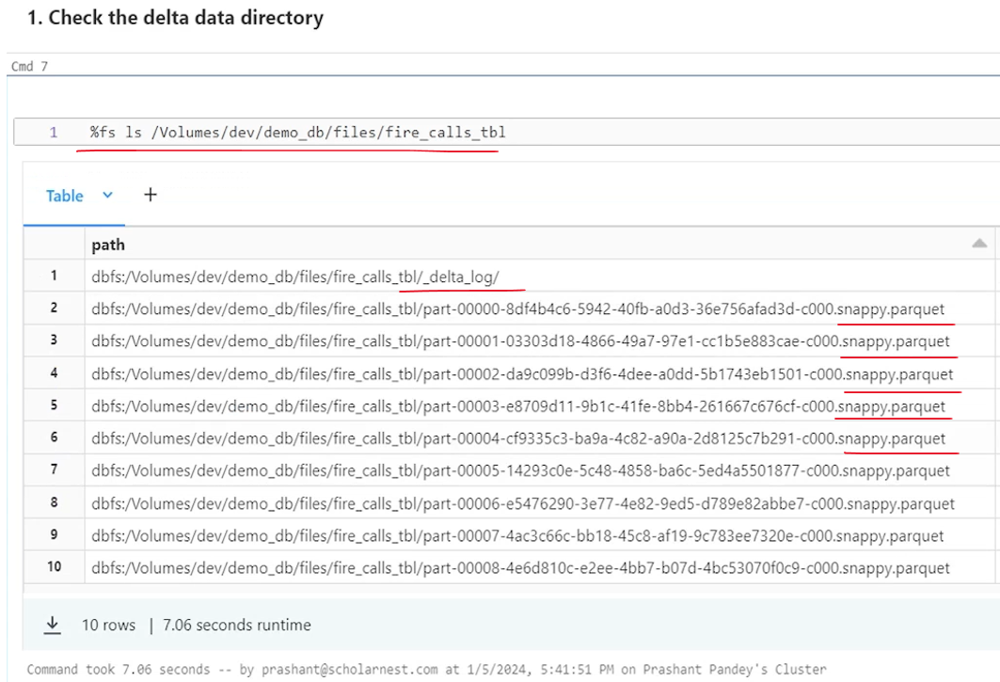 1. Check the delta data directory
Cmd 7
1 %fs ls /Volumes/dev/demo_db/files/fire_calls_tbl
Table +
path
1 dbfs:/Volumes/dev/demo_db/files/fire_calls_tbl/_delta_log/
2 dbfs:/Volumes/dev/demo_db/files/fire_calls_tbl/part-00000-8df4b4c6-5942-40fb-a0d3-36e756afad3d-c000.snappy.parquet
3 dbfs:/Volumes/dev/demo_db/files/fire_calls_tbl/part-00001-03303d18-4866-49a7-97e1-cc1b5e883cae-c000.snappy.parquet
4 dbfs:/Volumes/dev/demo_db/files/fire_calls_tbl/part-00002-da9c099b-d3f6-4dee-a0dd-5b1743eb1501-c000.snappy.parquet
5 dbfs:/Volumes/dev/demo_db/files/fire_calls_tbl/part-00003-e8709d11-9b1c-41fe-8bb4-261667c676cf-c000.snappy.parquet
6 dbfs:/Volumes/dev/demo_db/files/fire_calls_tbl/part-00004-cf9335c3-ba9a-4c82-a90a-2d8125c7b291-c000.snappy.parquet
7 dbfs:/Volumes/dev/demo_db/files/fire_calls_tbl/part-00005-14293c0e-5c48-4858-ba6c-5ed4a5501877-c000.snappy.parquet
8 dbfs:/Volumes/dev/demo_db/files/fire_calls_tbl/part-00006-e5476290-3e77-4e82-9ed5-d789e82abbe7-c000.snappy.parquet
9 dbfs:/Volumes/dev/demo_db/files/fire_calls_tbl/part-00007-4ac3c66c-bb18-45c8-af19-9c783ee7320e-c000.snappy.parquet
10 dbfs:/Volumes/dev/demo_db/files/fire_calls_tbl/part-00008-4e6d810c-e2ee-4bb7-b07d-4bc53070f0c9-c000.snappy.parquet
10 rows | 7.06 seconds runtime
Command took 7.06 seconds -- by prashant@scholarnest.com at 1/5/2024, 5:41:51 PM on Prashant Pandey's Cluster